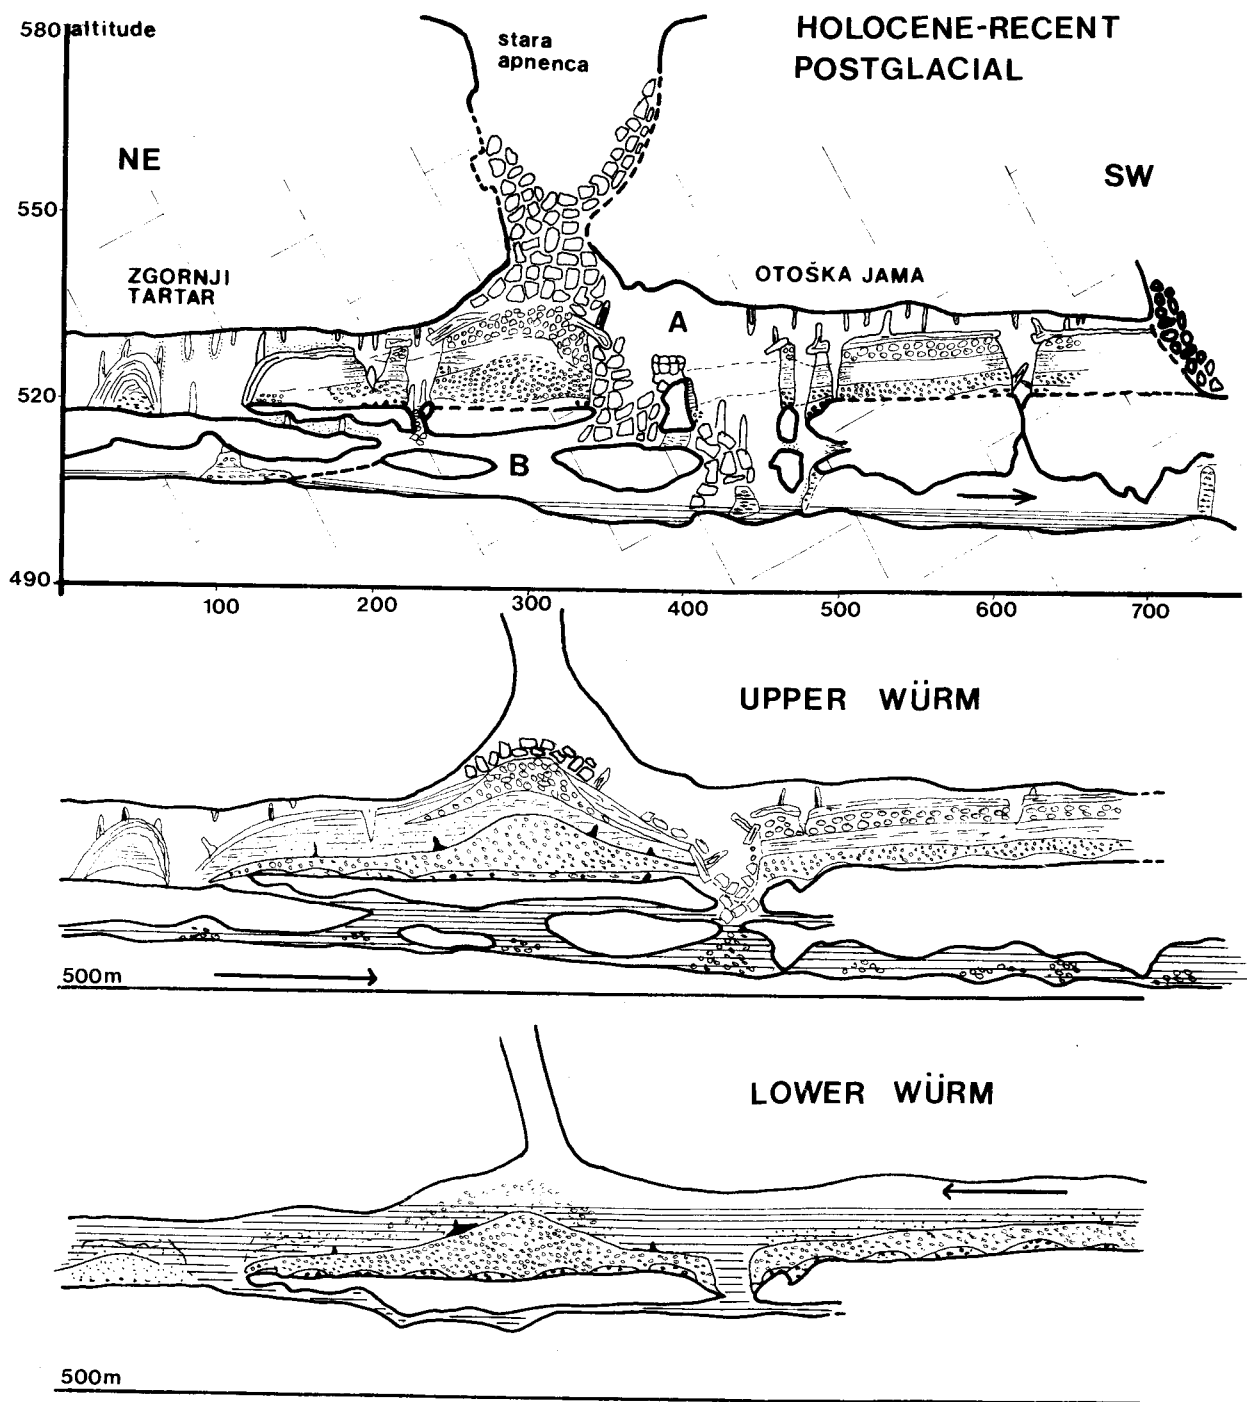 580 altitude
stara
apnenca
HOLOCENE-RECENT
POSTGLACIAL
NE
SW
550
ZGORNJI
TARTAR
OTOŠKA JAMA
A
520
B
490
100 200 300 400 500 600 700
UPPER WÜRM
500m
LOWER WÜRM
500m